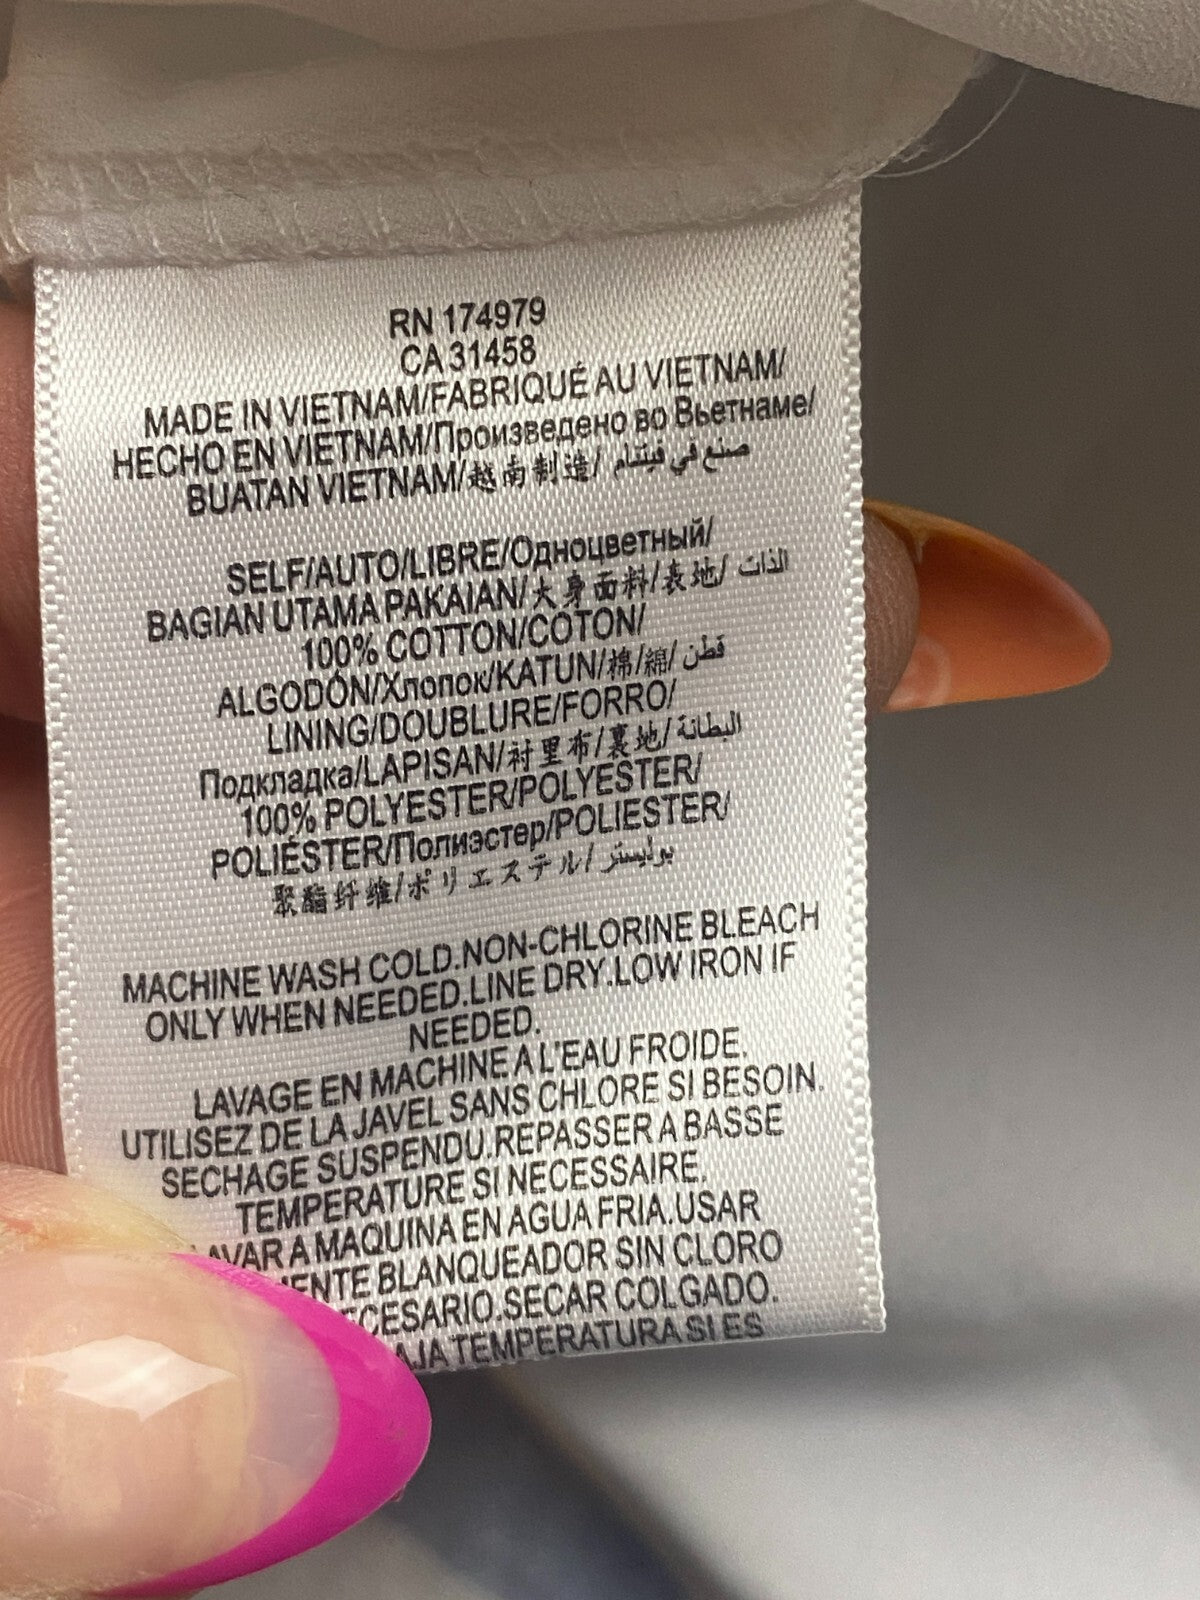 RN 174979
CA 31458
MADE IN VIETNAM/FABRIQUÉ AU VIETNAM/
HECHO EN VIETNAM/Произведено во Вьетнаме/
BUATAN VIETNAM/越南制造/ صنع في فيتنام
SELF/AUTO/LIBRE/Одноцветный/
BAGIAN UTAMA PAKAIAN/大身面料/表地/ الذات
100% COTTON/COTON/
ALGODÓN/Хлопок/KATUN/棉/綿/ قطن
LINING/DOUBLURE/FORRO/
Подкладка/LAPISAN/衬里布/裏地/ البطانة
100% POLYESTER/POLYESTER/
POLIÉSTER/Полиэстер/POLIESTER/
聚酯纤维/ポリエステル/ بوليستر
MACHINE WASH COLD.NON-CHLORINE BLEACH
ONLY WHEN NEEDED.LINE DRY.LOW IRON IF
NEEDED.
LAVAGE EN MACHINE A L'EAU FROIDE.
UTILISEZ DE LA JAVEL SANS CHLORE SI BESOIN.
SECHAGE SUSPENDU.REPASSER A BASSE
TEMPERATURE SI NECESSAIRE.
A MAQUINA EN AGUA FRIA.USAR
BLANQUEADOR SIN CLORO
SECAR COLGADO.
TEMPERATURA SI ES